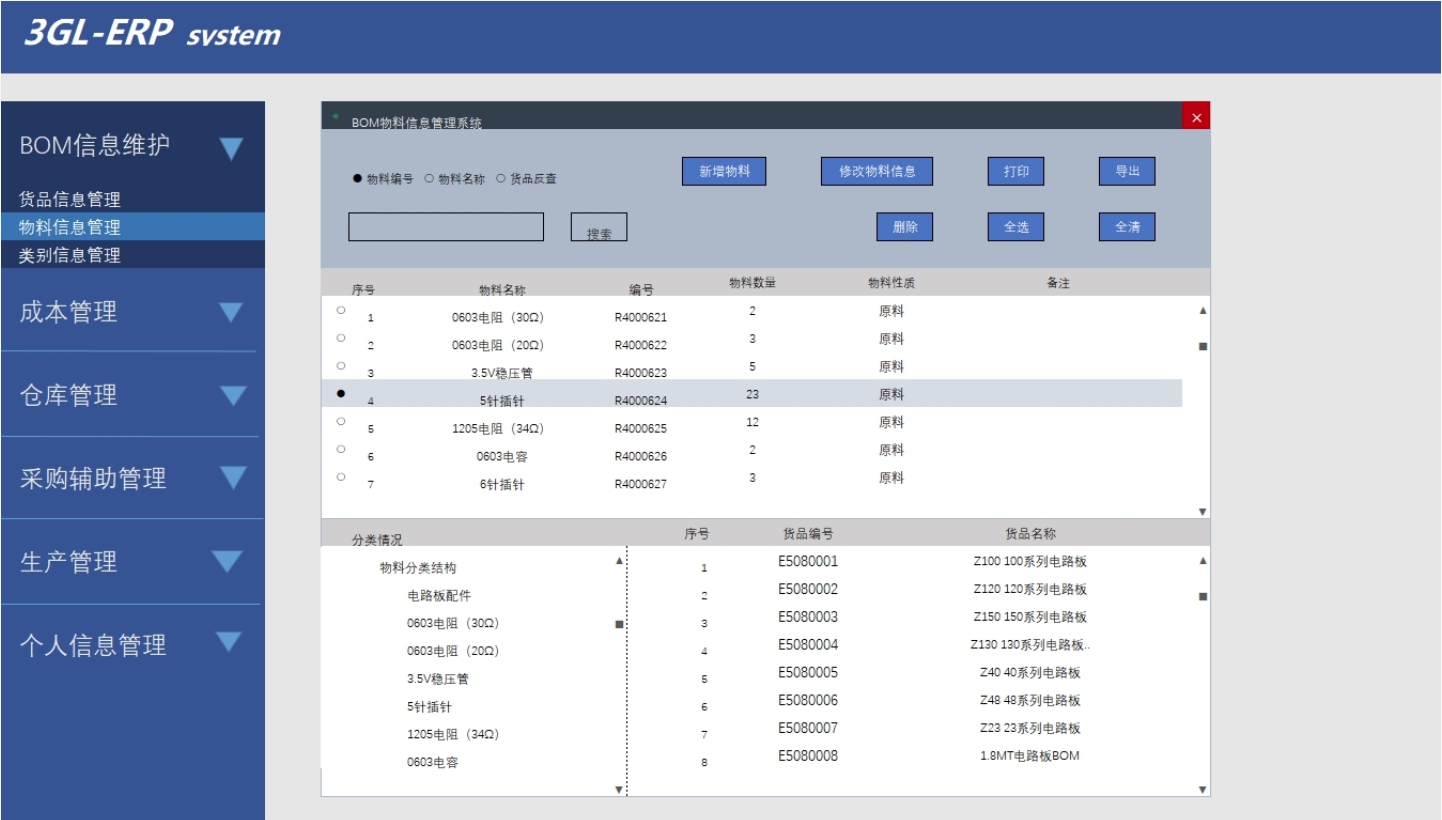 3GL-ERP system
BOM信息维护
货品信息管理
物料信息管理
类别信息管理
成本管理
仓库管理
采购辅助管理
生产管理
个人信息管理
BOM物料信息管理系统
物料编号 物料名称 货品反查 新增物料 修改物料信息 打印 导出
搜索 删除 全选 全清
序号 物料名称 编号 物料数量 物料性质 备注
1 0603电阻（30Ω） R4000621 2 原料
2 0603电阻（20Ω） R4000622 3 原料
3 3.5V稳压管 R4000623 5 原料
4 5针插针 R4000624 23 原料
5 1205电阻（34Ω） R4000625 12 原料
6 0603电容 R4000626 2 原料
7 6针插针 R4000627 3 原料
分类情况
物料分类结构
电路板配件
0603电阻（30Ω）
0603电阻（20Ω）
3.5V稳压管
5针插针
1205电阻（34Ω）
0603电容
序号 货品编号 货品名称
1 E5080001 Z100 100系列电路板
2 E5080002 Z120 120系列电路板
3 E5080003 Z150 150系列电路板
4 E5080004 Z130 130系列电路板..
5 E5080005 Z40 40系列电路板
6 E5080006 Z48 48系列电路板
7 E5080007 Z23 23系列电路板
8 E5080008 1.8MT电路板BOM